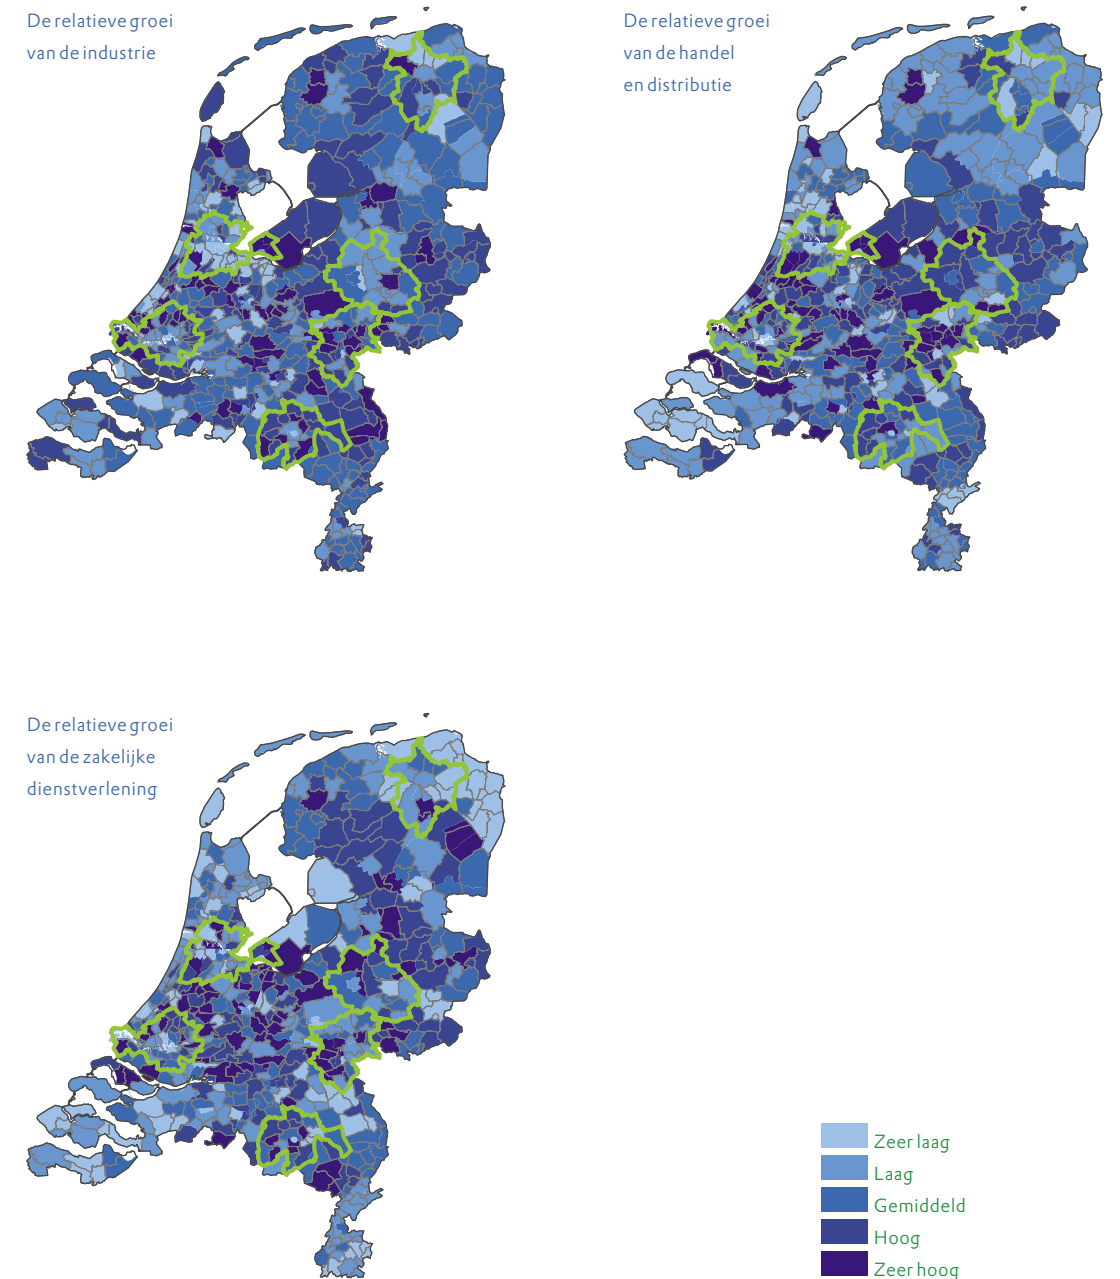 De relatieve groei
van de industrie
De relatieve groei
van de handel
en distributie
De relatieve groei
van de zakelijke
dienstverlening
Zeer laag
Laag
Gemiddeld
Hoog
Zeer hoog